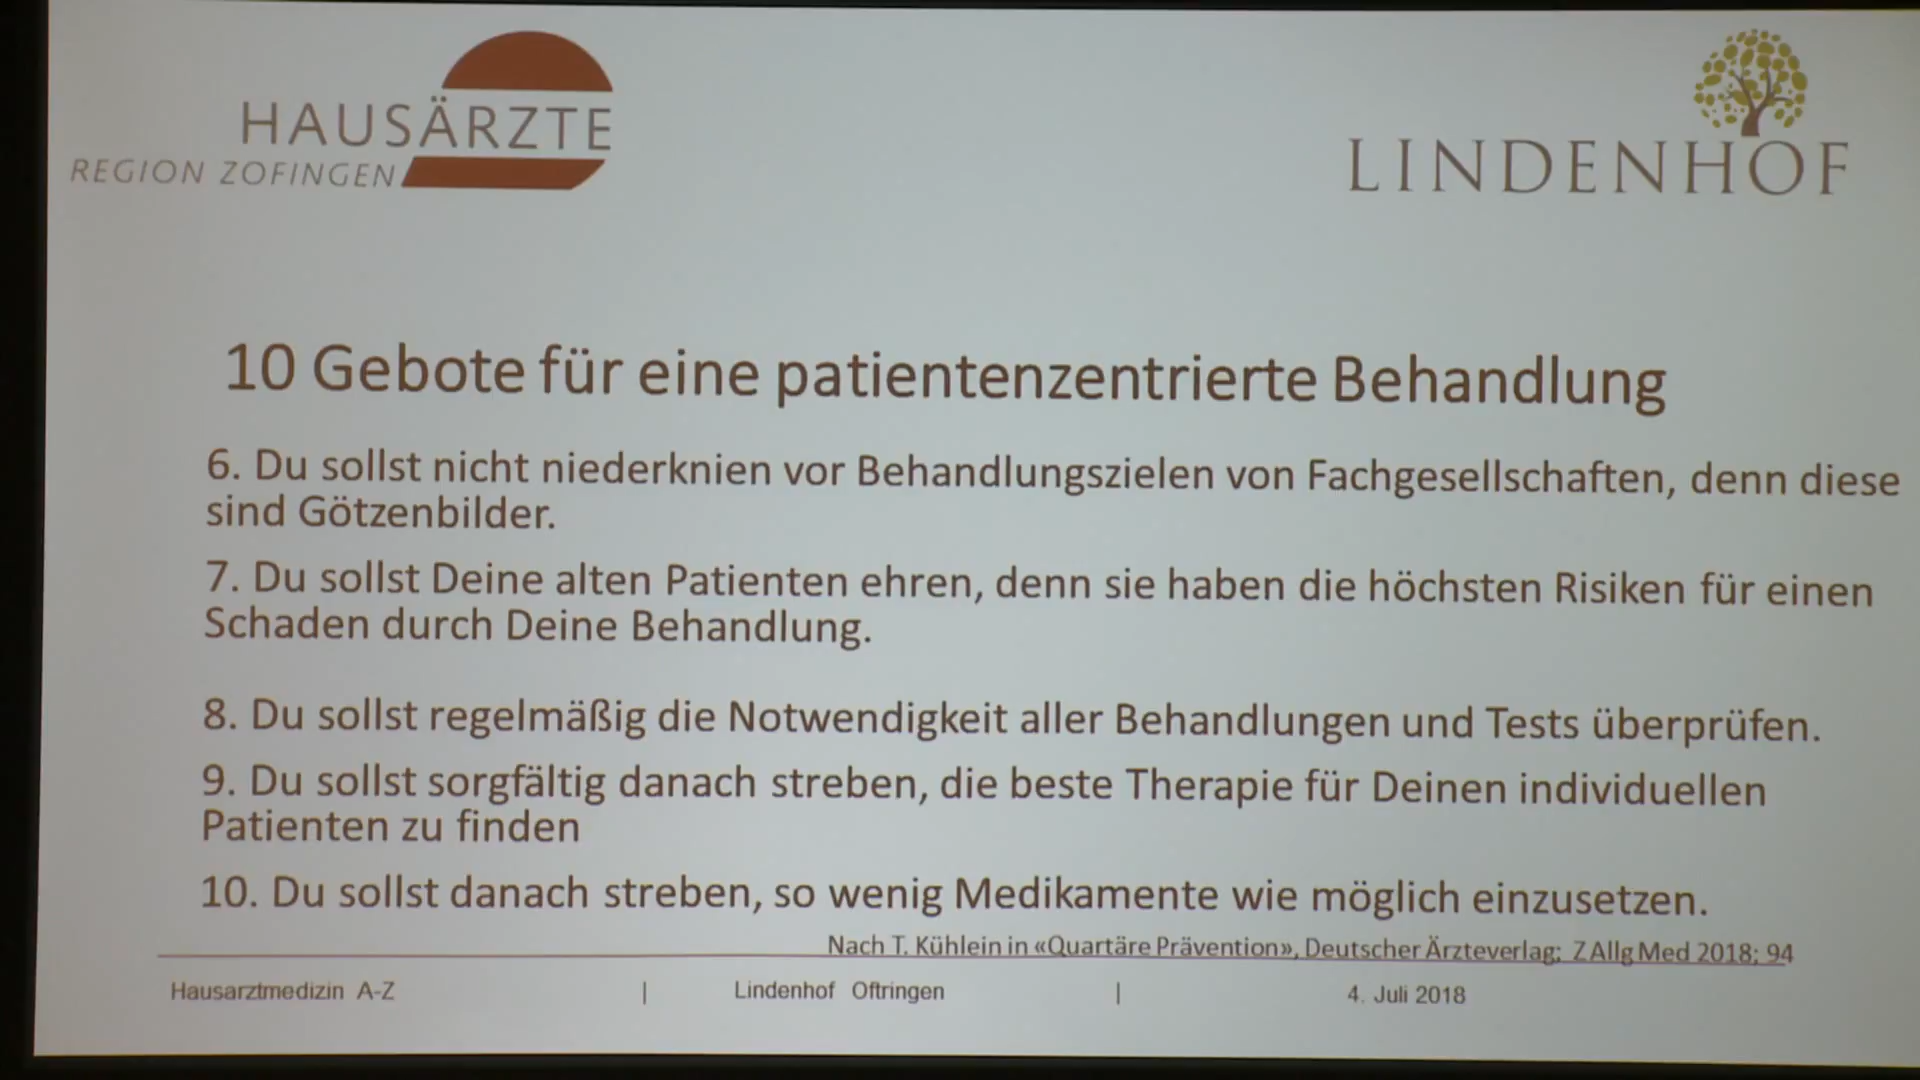 HAUSÄRZTE
REGION ZOFINGEN
LINDENHOF
10 Gebote für eine patientenzentrierte Behandlung
6. Du sollst nicht niederknien vor Behandlungszielen von Fachgesellschaften, denn diese
sind Götzenbilder.
7. Du sollst Deine alten Patienten ehren, denn sie haben die höchsten Risiken für einen
Schaden durch Deine Behandlung.
8. Du sollst regelmäßig die Notwendigkeit aller Behandlungen und Tests überprüfen.
9. Du sollst sorgfältig danach streben, die beste Therapie für Deinen individuellen
Patienten zu finden
10. Du sollst danach streben, so wenig Medikamente wie möglich einzusetzen.
Nach T. Kühlein in «Quartäre Prävention», Deutscher Ärzteverlag; Z Allg Med 2018; 94
Hausarztmedizin A-Z | Lindenhof Oftringen | 4. Juli 2018